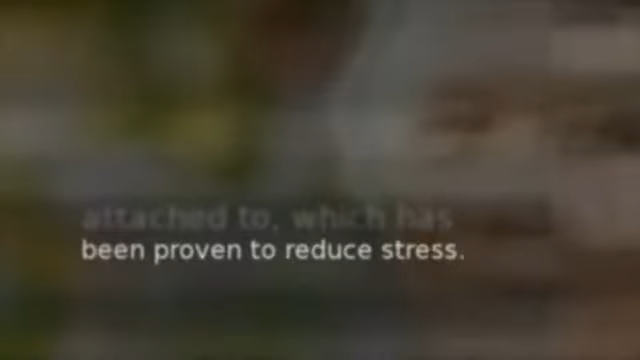 attached to, which has
been proven to reduce stress.